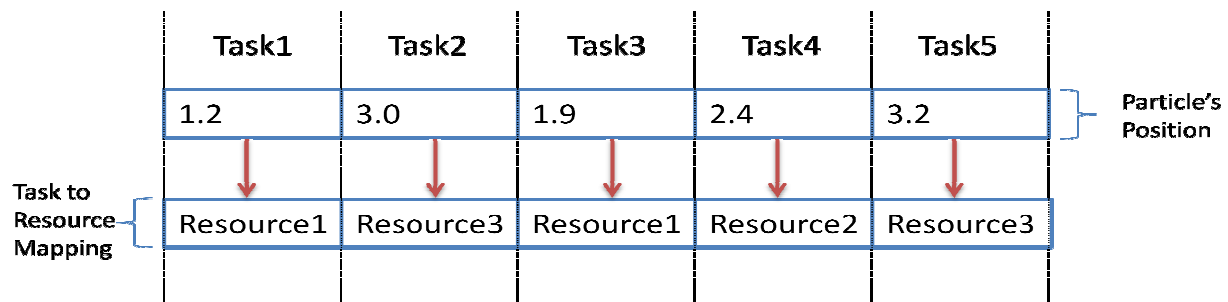 Task1 Task2 Task3 Task4 Task5
1.2 3.0 1.9 2.4 3.2
Particle's
Position
Task to
Resource
Mapping
Resource1 Resource3 Resource1 Resource2 Resource3